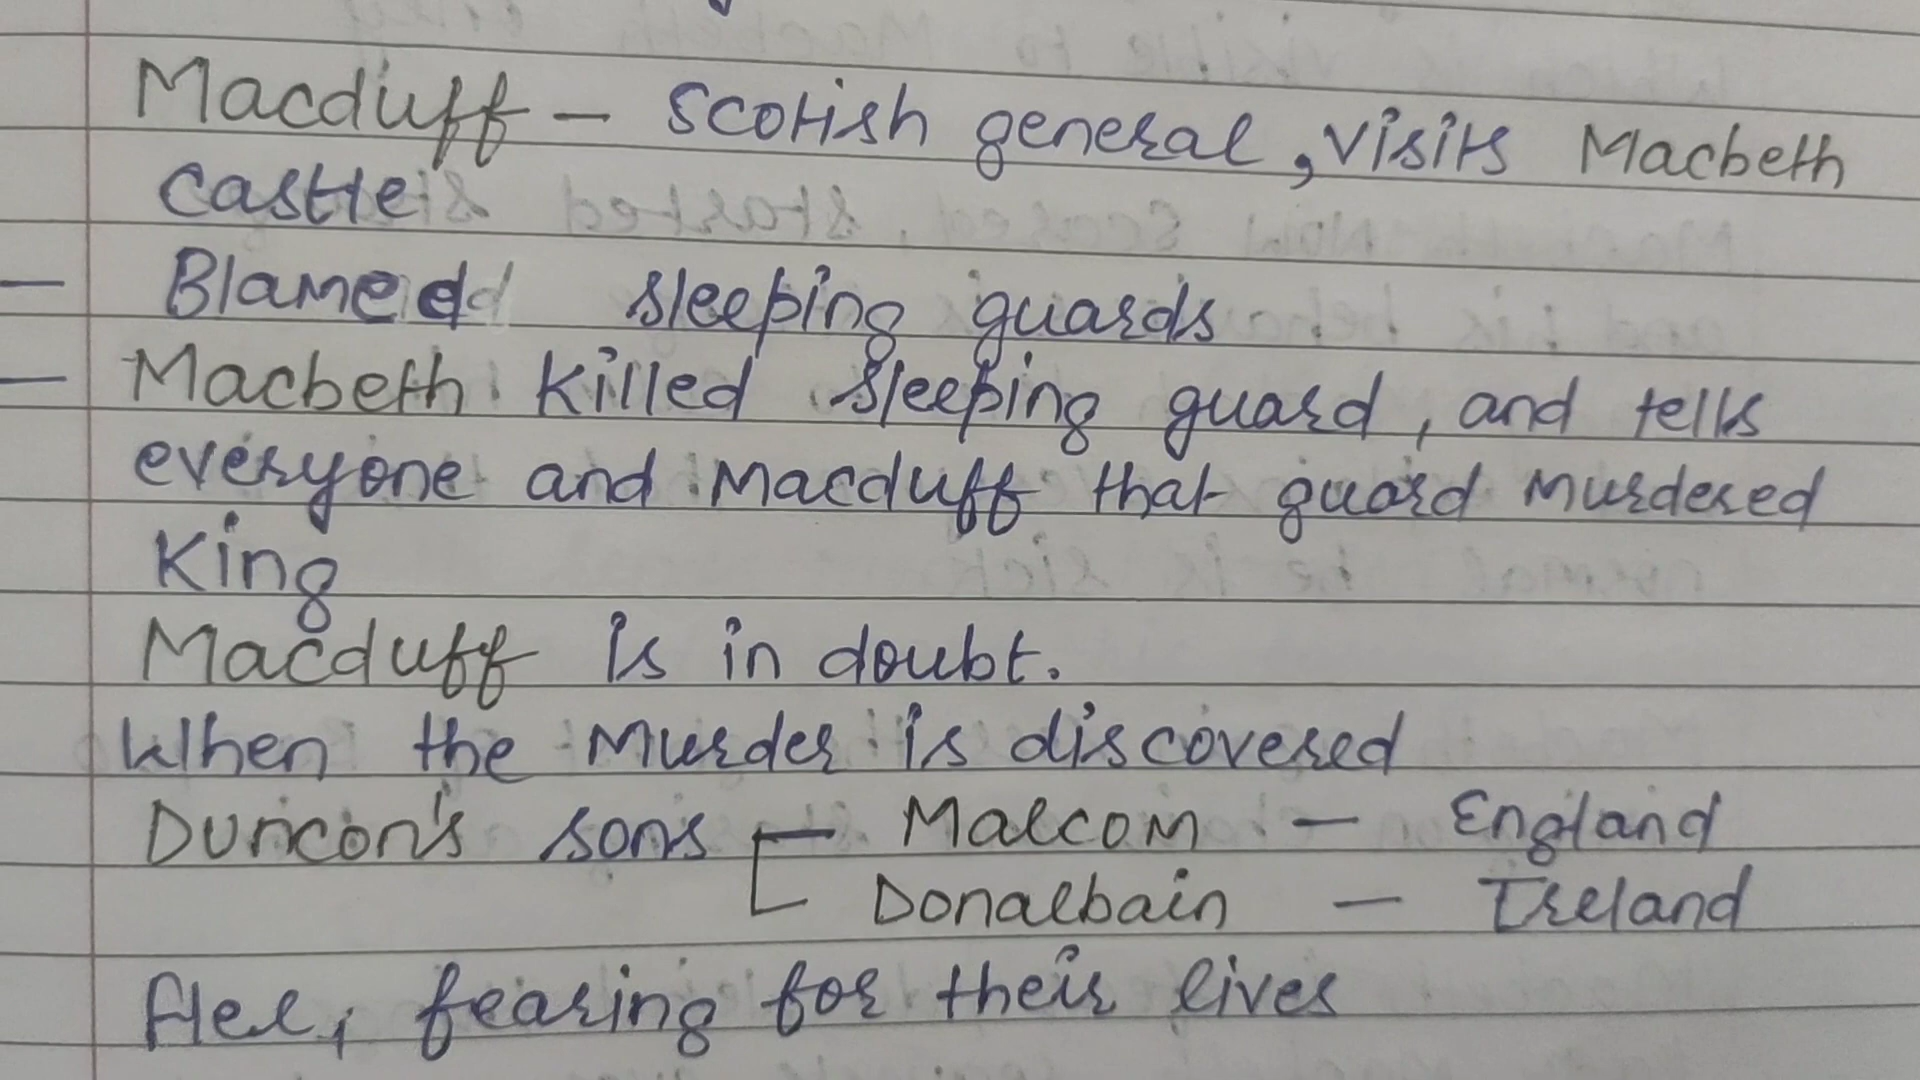 Macduff - Scottish general, visits Macbeth
castle
- Blamed sleeping guards
- Macbeth killed sleeping guard, and tells
everyone and Macduff that guard murdered
King
Macduff is in doubt.
When the Murder is discovered
Duncan's sons - Malcom - England
Donalbain - Ireland
flee, fearing for their lives